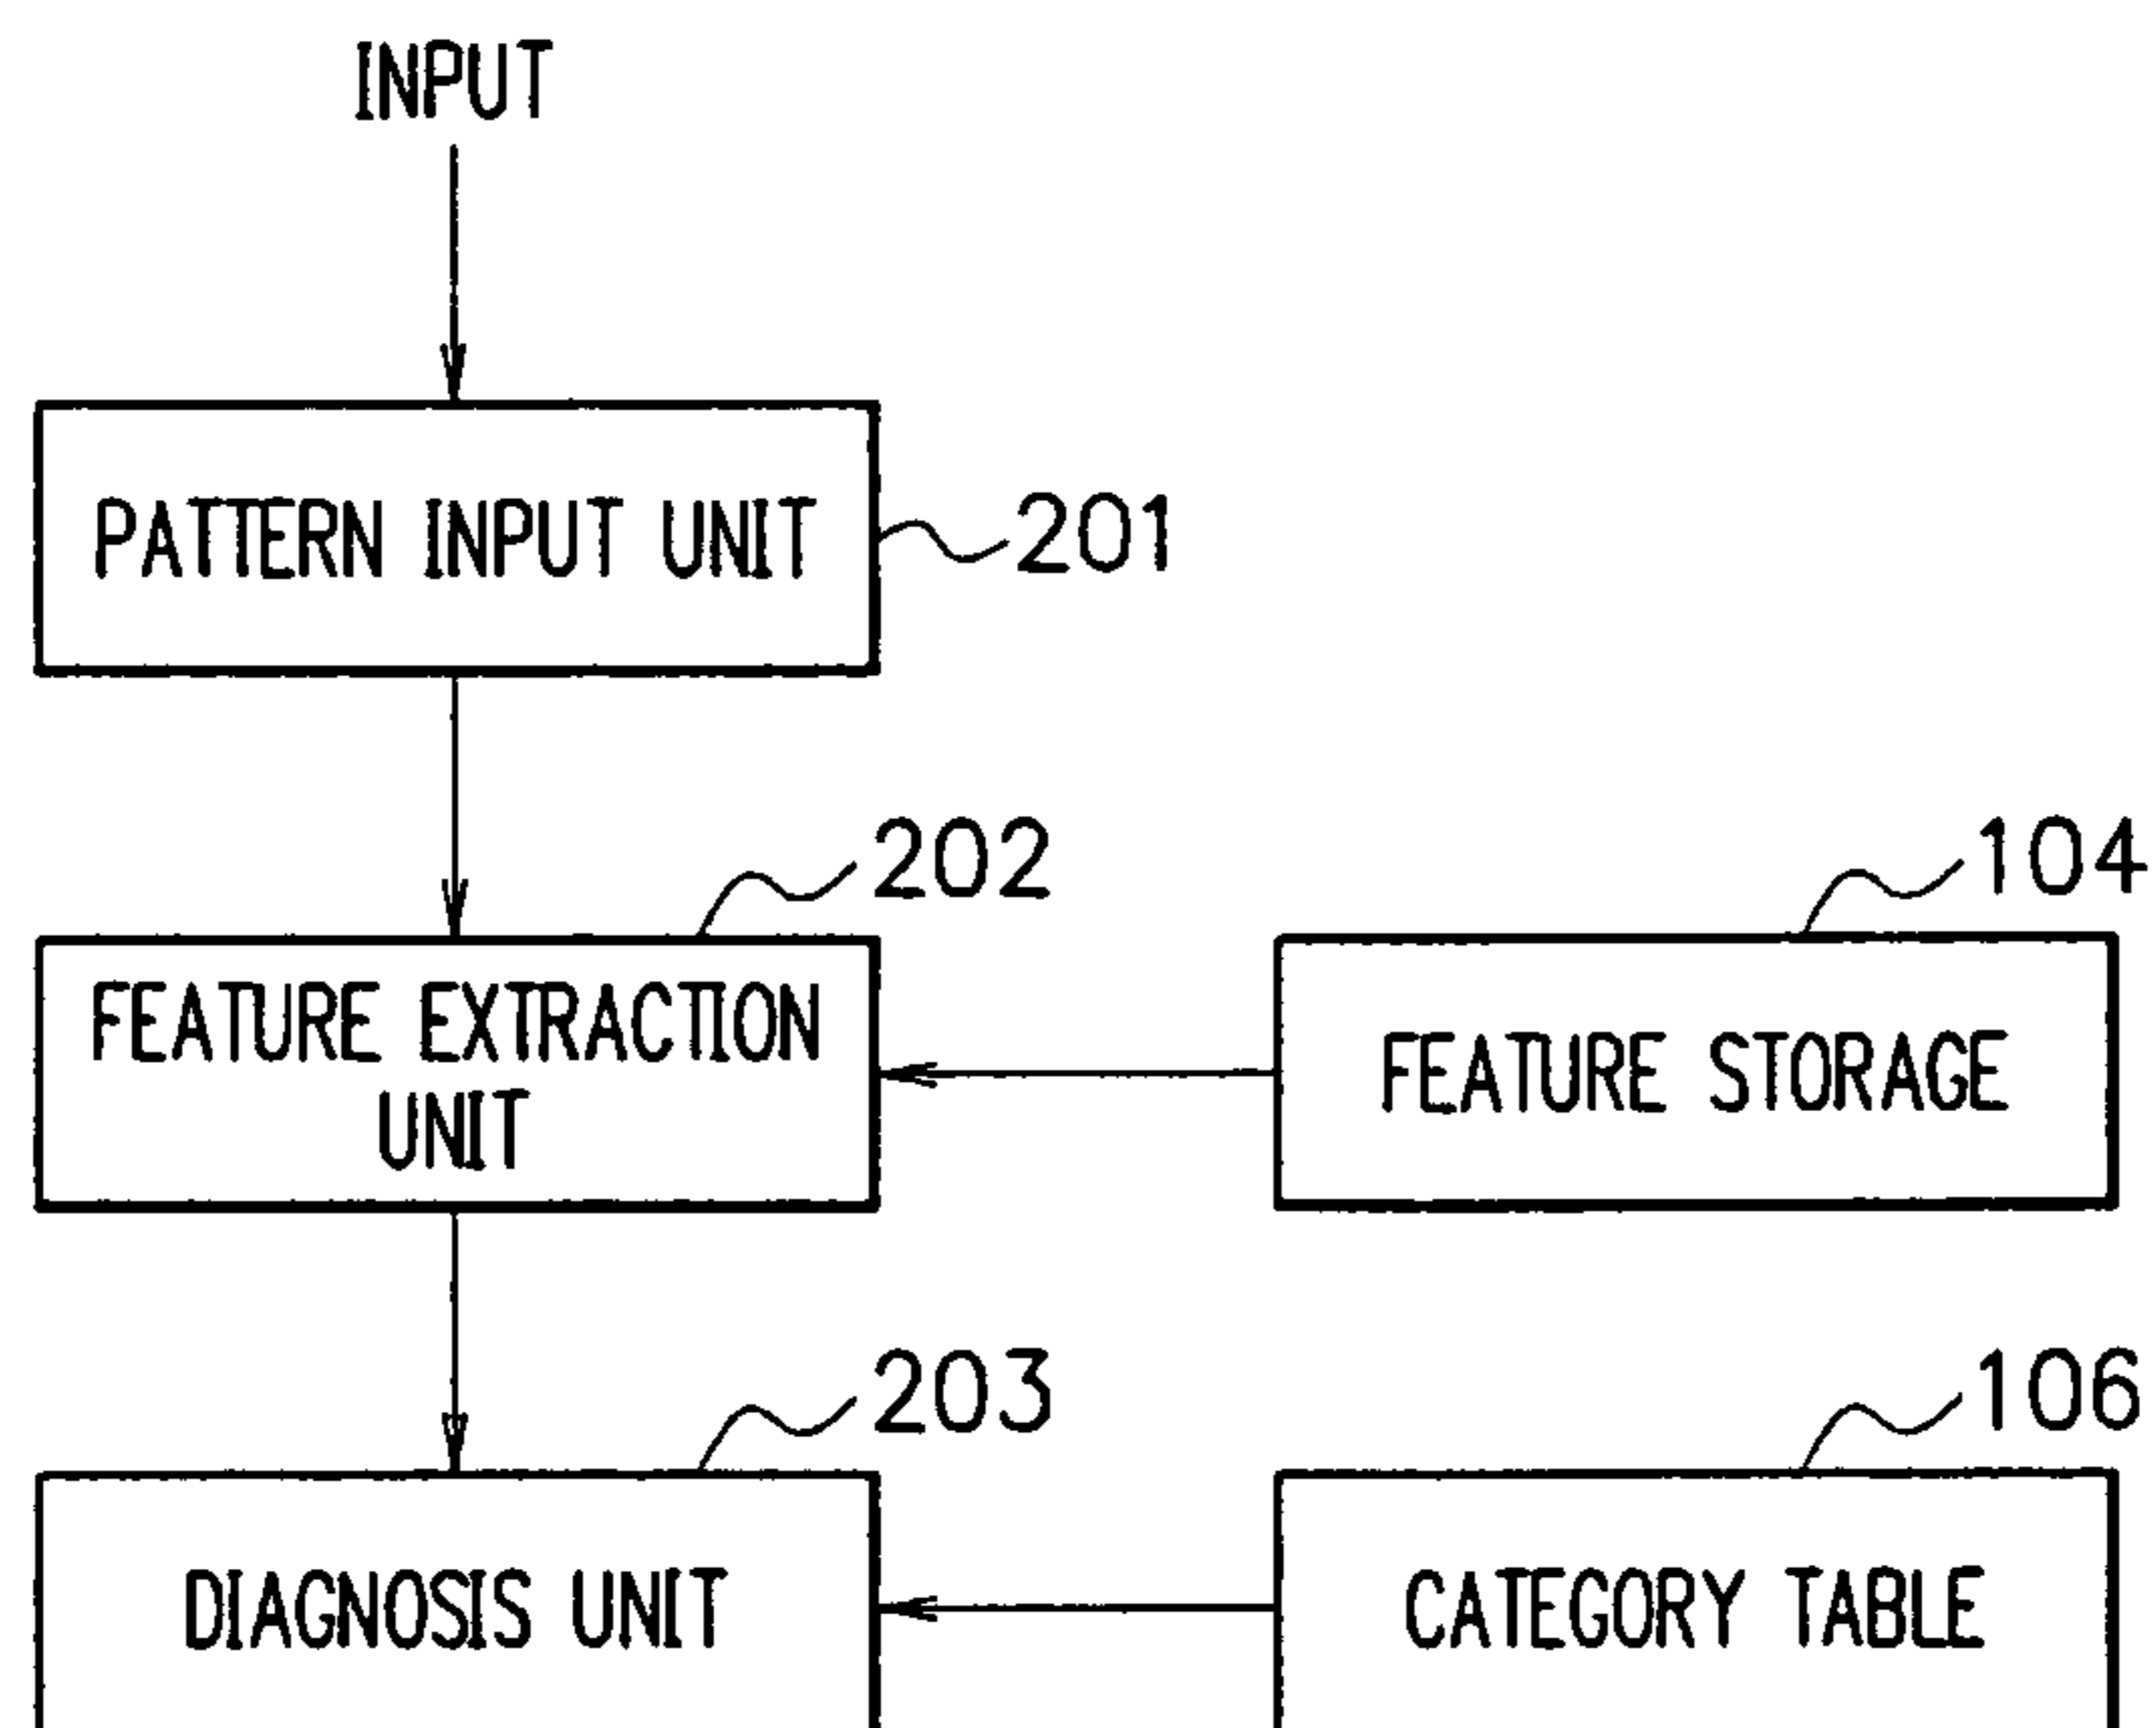 INPUT
PATTERN INPUT UNIT
201
202
104
FEATURE EXTRACTION
UNIT
FEATURE STORAGE
203
106
DIAGNOSIS UNIT
CATEGORY TABLE